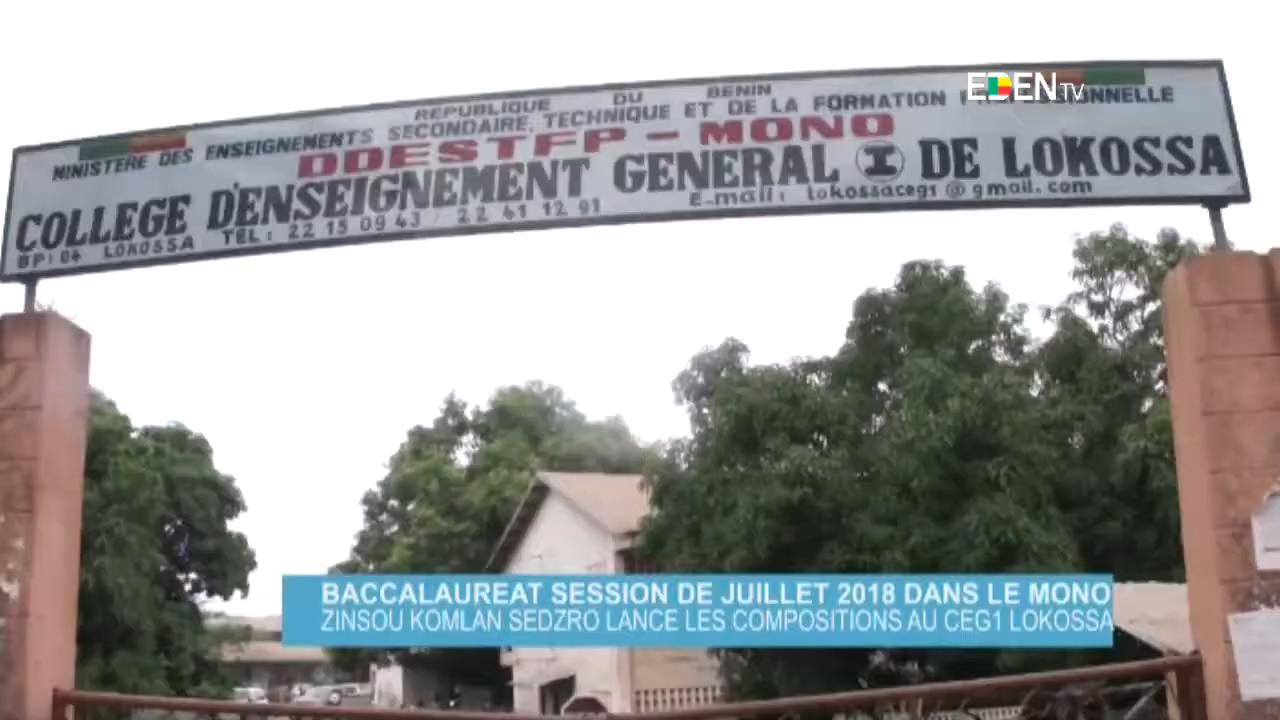 EDEN TV
REPUBLIQUE DU BENIN
MINISTERE DES ENSEIGNEMENTS SECONDAIRE, TECHNIQUE ET DE LA FORMATION PROFESSIONNELLE
DDESTFP - MONO
COLLEGE D'ENSEIGNEMENT GENERAL I DE LOKOSSA
BP: 04 LOKOSSA TEL: 22 15 09 43 / 22 41 12 91 E-mail: lokossaceg1@gmail.com
BACCALAUREAT SESSION DE JUILLET 2018 DANS LE MONO
ZINSOU KOMLAN SEDZRO LANCE LES COMPOSITIONS AU CEG1 LOKOSSA